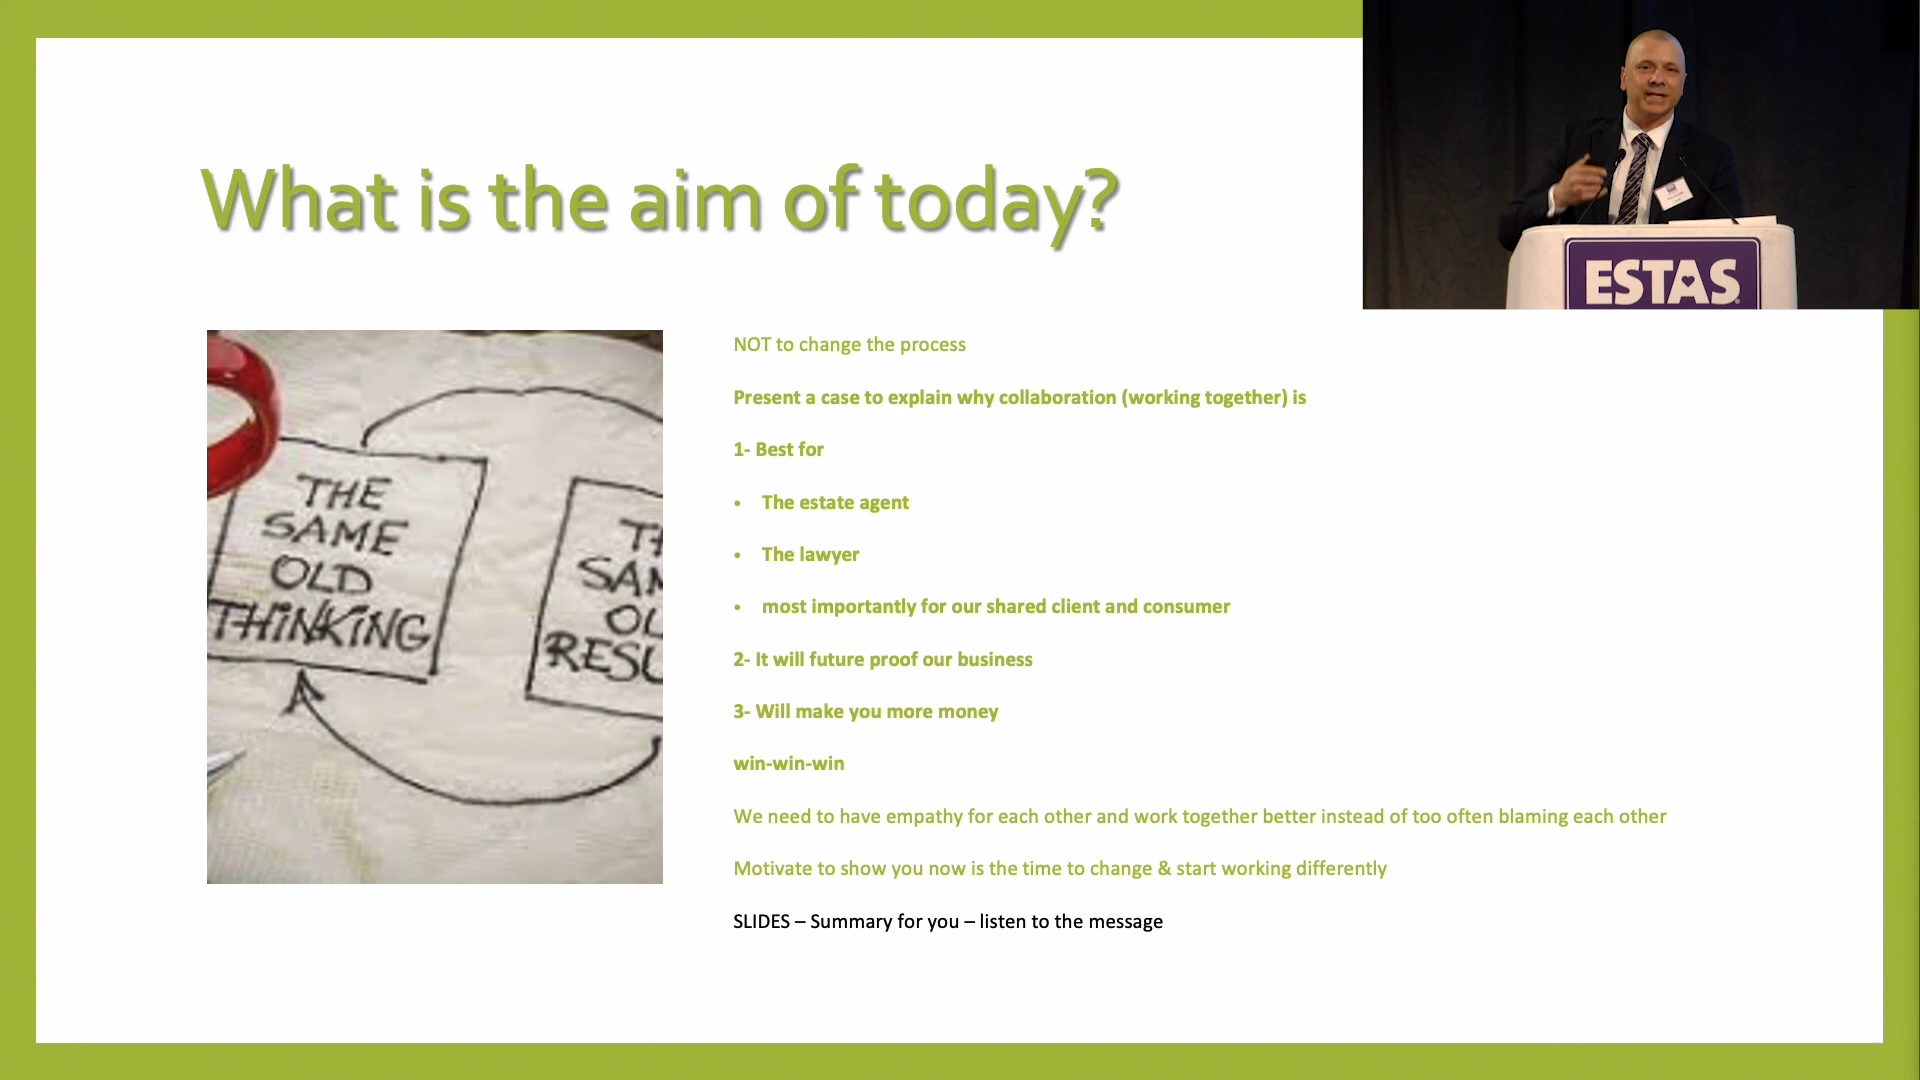 What is the aim of today?
ESTAS
NOT to change the process
Present a case to explain why collaboration (working together) is
1- Best for
• The estate agent
• The lawyer
• most importantly for our shared client and consumer
2- It will future proof our business
3- Will make you more money
win-win-win
We need to have empathy for each other and work together better instead of too often blaming each other
Motivate to show you now is the time to change & start working differently
SLIDES – Summary for you – listen to the message
THE
SAME
OLD
THINKING